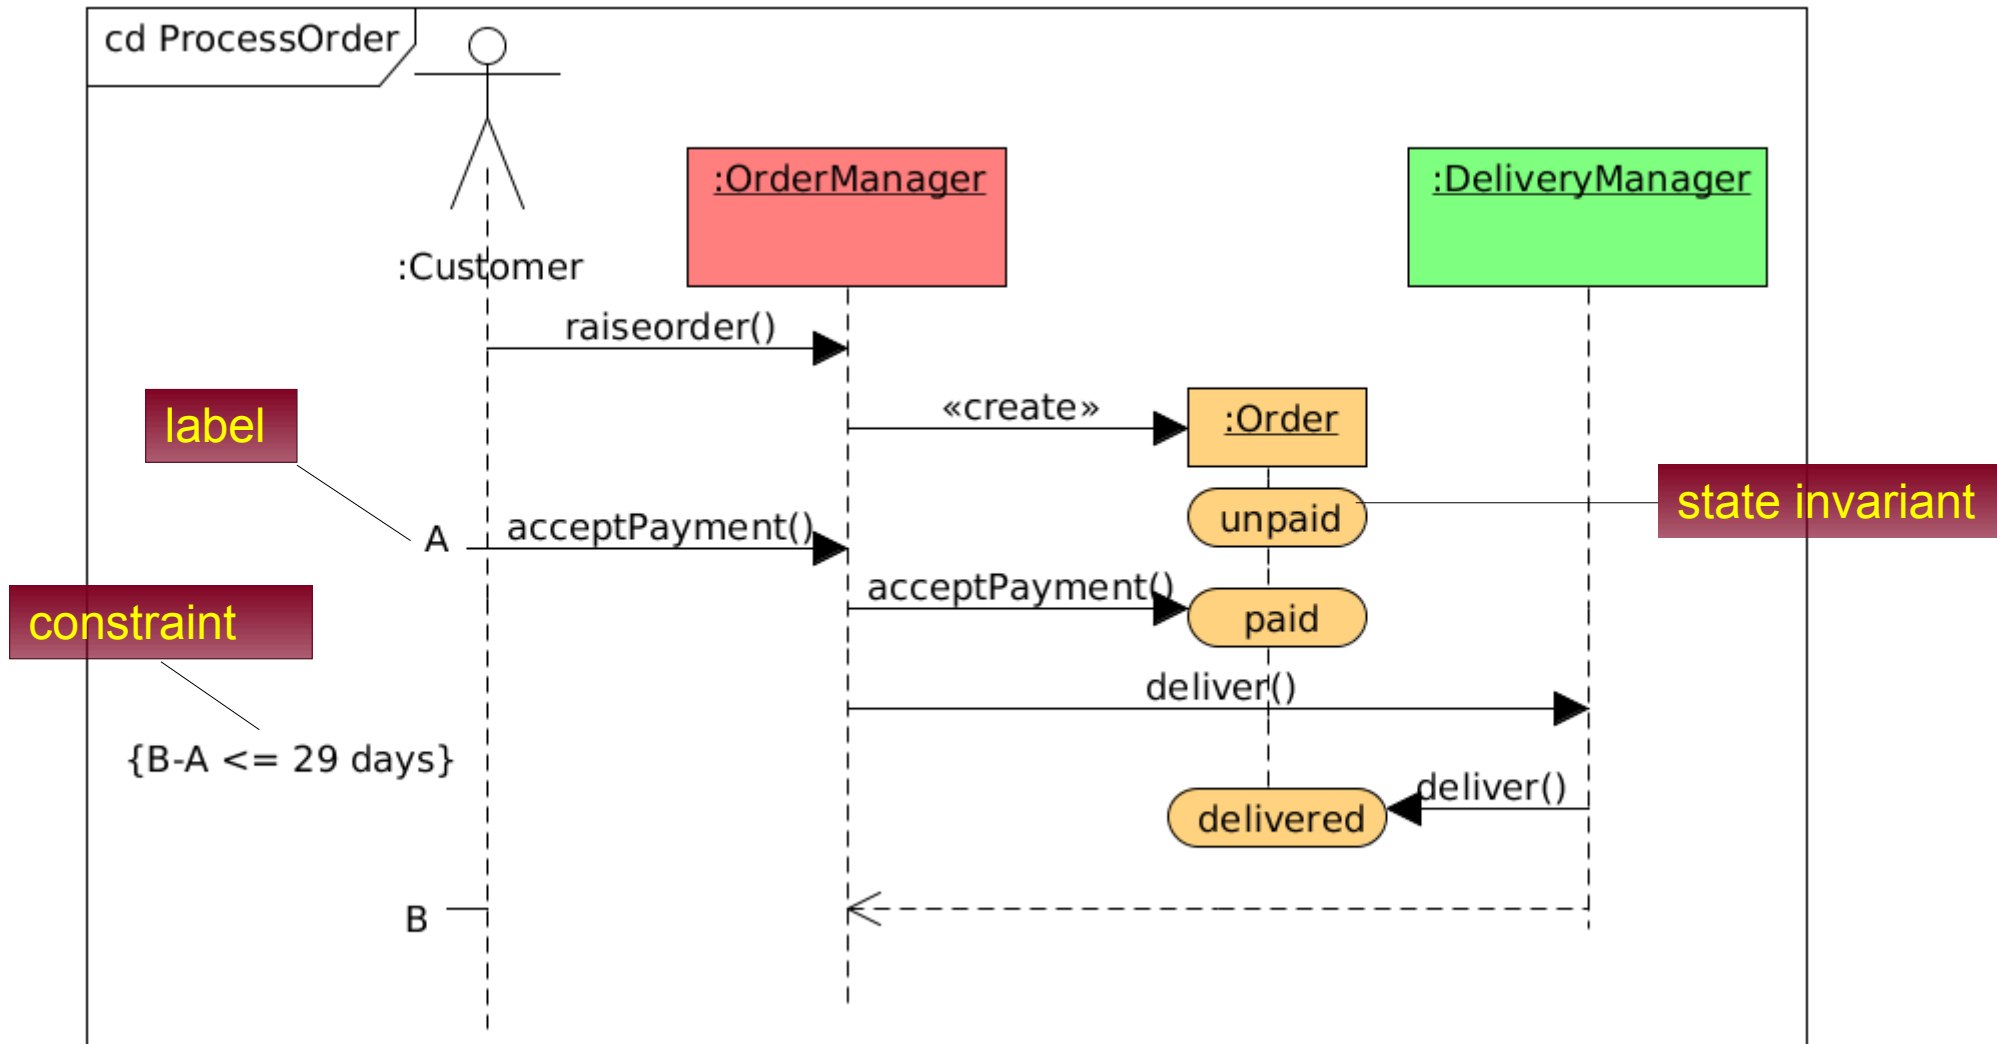 cd ProcessOrder
:OrderManager
:DeliveryManager
:Customer
raiseorder()
label
«create»
:Order
state invariant
unpaid
A
acceptPayment()
constraint
acceptPayment()
paid
deliver()
{B-A <= 29 days}
deliver()
delivered
B